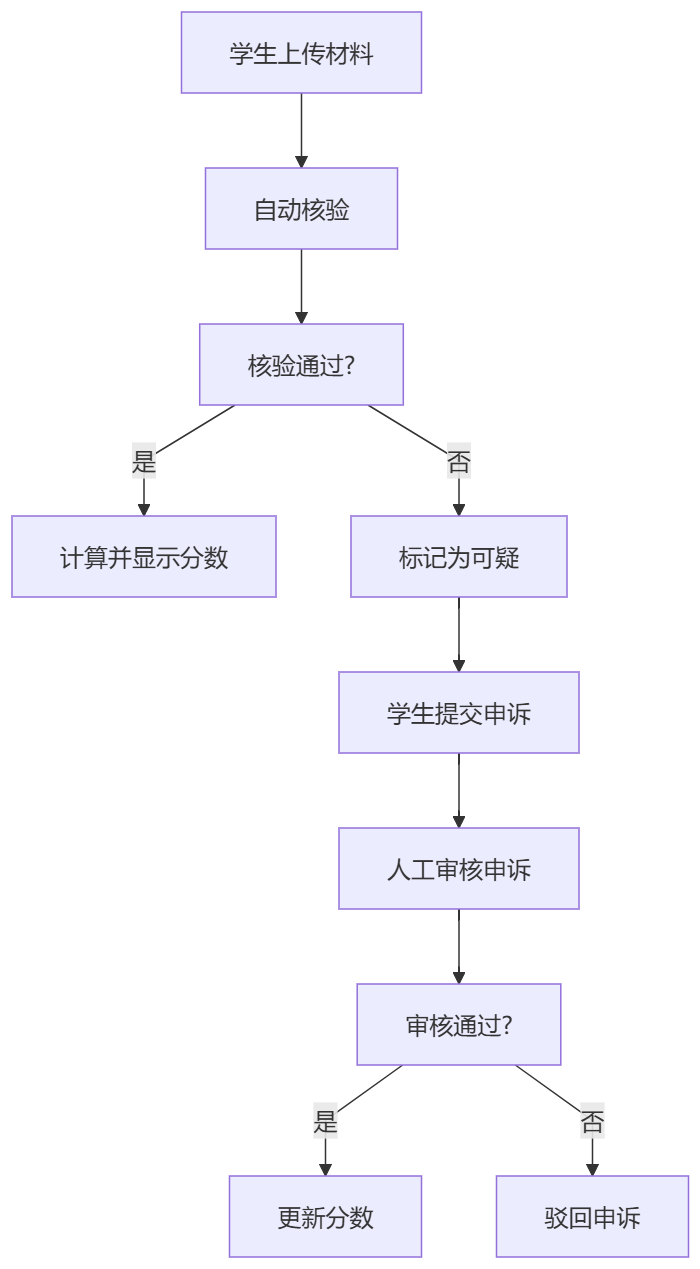 学生上传材料
自动核验
核验通过?
是
否
计算并显示分数
标记为可疑
学生提交申诉
人工审核申诉
审核通过?
是
否
更新分数
驳回申诉